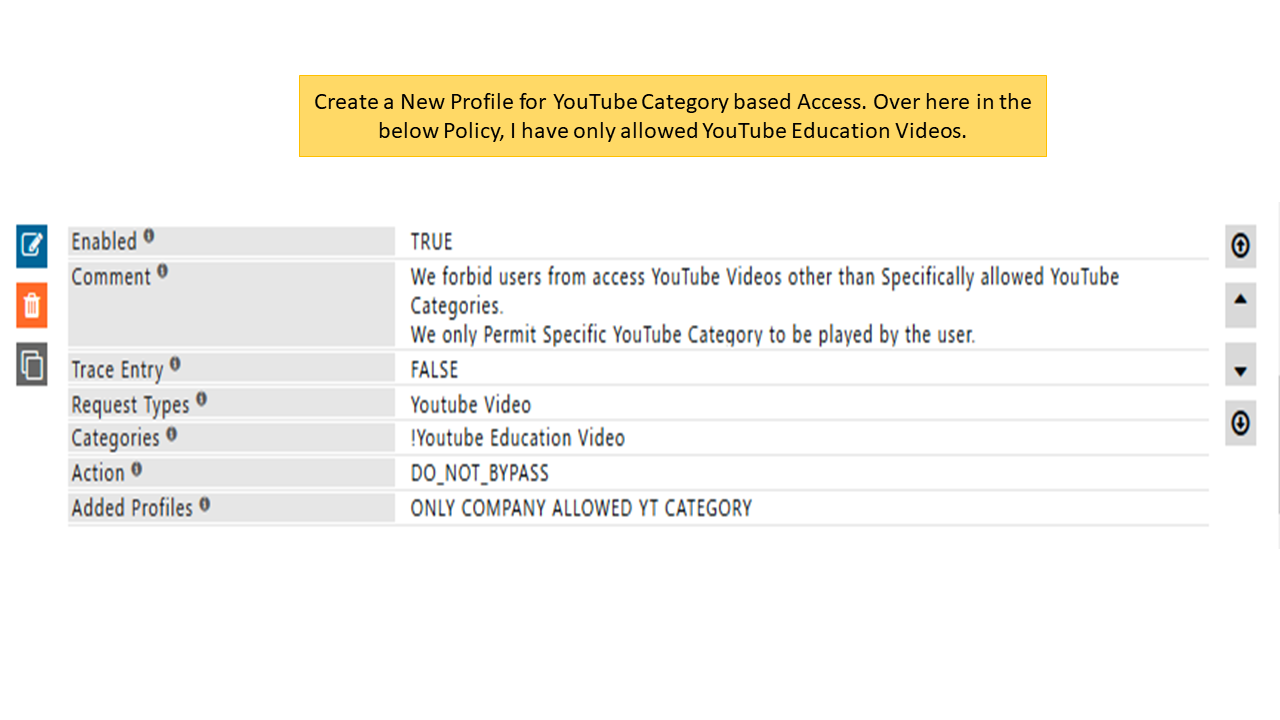 Create a New Profile for YouTube Category based Access. Over here in the
below Policy, I have only allowed YouTube Education Videos.
Enabled TRUE
Comment We forbid users from access YouTube Videos other than Specifically allowed YouTube
Categories.
We only Permit Specific YouTube Category to be played by the user.
Trace Entry FALSE
Request Types Youtube Video
Categories !Youtube Education Video
Action DO_NOT_BYPASS
Added Profiles ONLY COMPANY ALLOWED YT CATEGORY